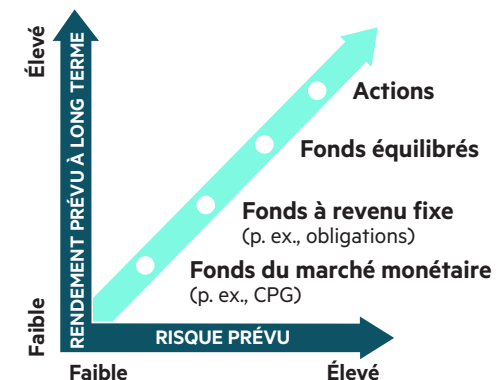 Élevé
RENDEMENT PRÉVU À LONG TERME
Actions
Fonds équilibrés
Fonds à revenu fixe
(p. ex., obligations)
Fonds du marché monétaire
(p. ex., CPG)
Faible
RISQUE PRÉVU
Faible
Élevé